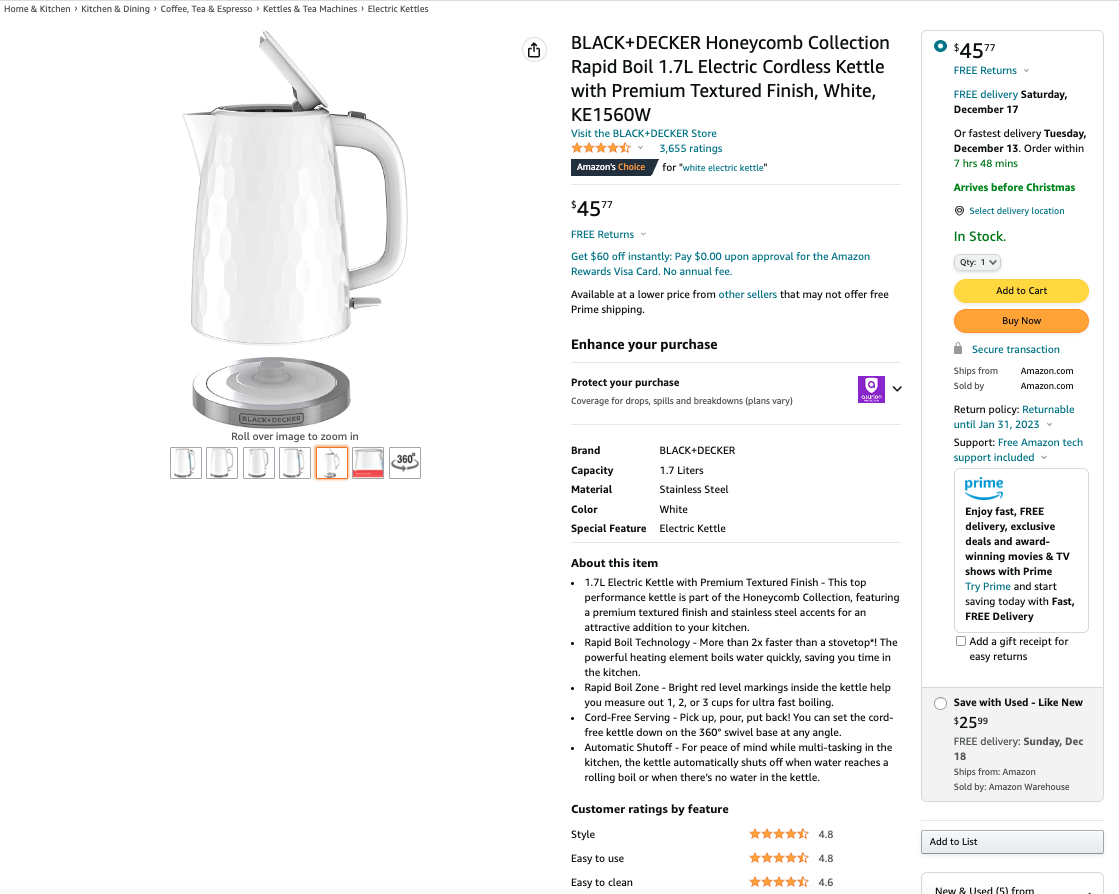 Home & Kitchen › Kitchen & Dining › Coffee, Tea & Espresso › Kettles & Tea Machines › Electric Kettles
BLACK+DECKER
Roll over image to zoom in
360°
BLACK+DECKER Honeycomb Collection
Rapid Boil 1.7L Electric Cordless Kettle
with Premium Textured Finish, White,
KE1560W
Visit the BLACK+DECKER Store
3,655 ratings
Amazon's Choice for "white electric kettle"
$4577
FREE Returns
Get $60 off instantly: Pay $0.00 upon approval for the Amazon
Rewards Visa Card. No annual fee.
Available at a lower price from other sellers that may not offer free
Prime shipping.
Enhance your purchase
Protect your purchase
Coverage for drops, spills and breakdowns (plans vary)
asurion
Brand BLACK+DECKER
Capacity 1.7 Liters
Material Stainless Steel
Color White
Special Feature Electric Kettle
About this item
• 1.7L Electric Kettle with Premium Textured Finish - This top
performance kettle is part of the Honeycomb Collection, featuring
a premium textured finish and stainless steel accents for an
attractive addition to your kitchen.
• Rapid Boil Technology - More than 2x faster than a stovetop*! The
powerful heating element boils water quickly, saving you time in
the kitchen.
• Rapid Boil Zone - Bright red level markings inside the kettle help
you measure out 1, 2, or 3 cups for ultra fast boiling.
• Cord-Free Serving - Pick up, pour, put back! You can set the cord-
free kettle down on the 360° swivel base at any angle.
• Automatic Shutoff - For peace of mind while multi-tasking in the
kitchen, the kettle automatically shuts off when water reaches a
rolling boil or when there's no water in the kettle.
Customer ratings by feature
Style 4.8
Easy to use 4.8
Easy to clean 4.6
$4577
FREE Returns
FREE delivery Saturday,
December 17
Or fastest delivery Tuesday,
December 13. Order within
7 hrs 48 mins
Arrives before Christmas
Select delivery location
In Stock.
Qty: 1
Add to Cart
Buy Now
Secure transaction
Ships from Amazon.com
Sold by Amazon.com
Return policy: Returnable
until Jan 31, 2023
Support: Free Amazon tech
support included
prime
Enjoy fast, FREE
delivery, exclusive
deals and award-
winning movies & TV
shows with Prime
Try Prime and start
saving today with Fast,
FREE Delivery
Add a gift receipt for
easy returns
Save with Used - Like New
$2599
FREE delivery: Sunday, Dec
18
Ships from: Amazon
Sold by: Amazon Warehouse
Add to List
New & Used (5) from